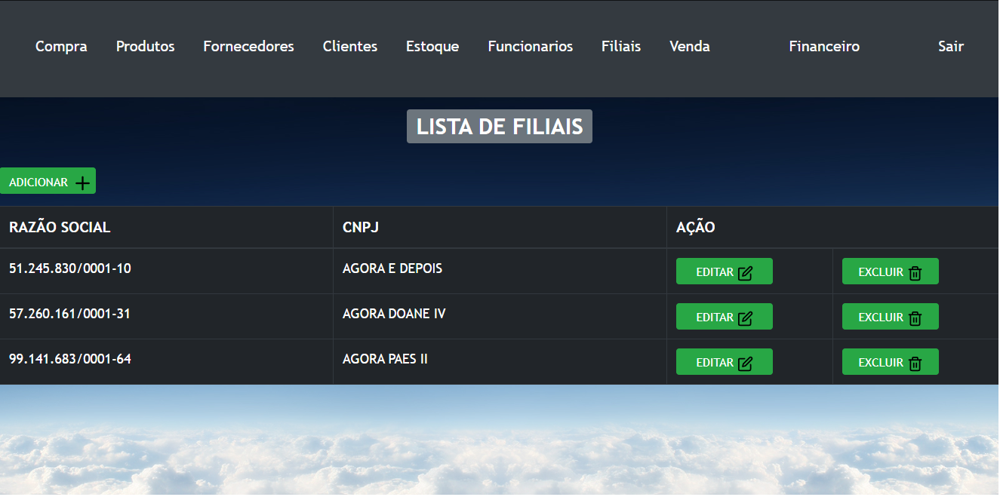 Compra Produtos Fornecedores Clientes Estoque Funcionarios Filiais Venda Financeiro Sair
LISTA DE FILIAIS
ADICIONAR
RAZÃO SOCIAL CNPJ AÇÃO
51.245.830/0001-10 AGORA E DEPOIS EDITAR EXCLUIR
57.260.161/0001-31 AGORA DOANE IV EDITAR EXCLUIR
99.141.683/0001-64 AGORA PAES II EDITAR EXCLUIR